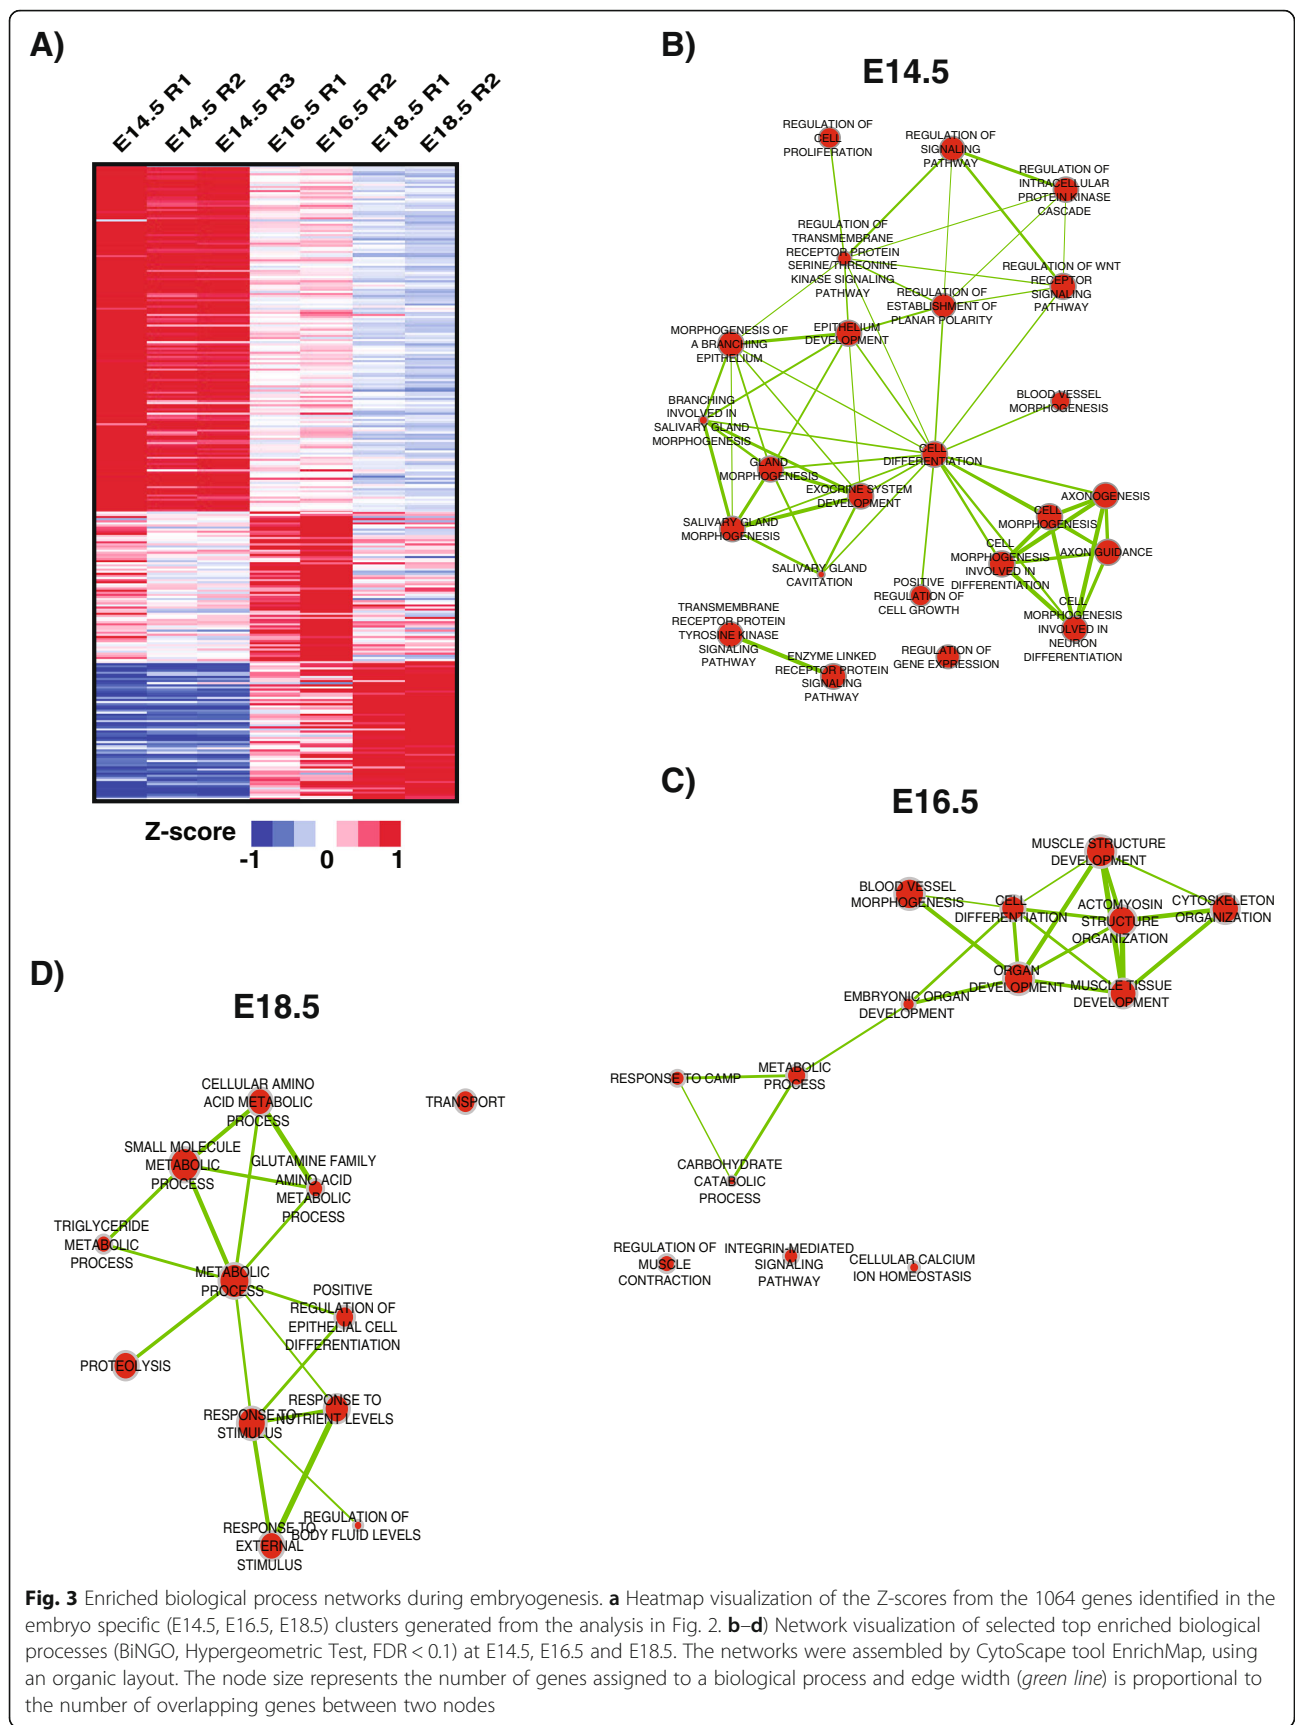 A)
E14.5 R1
E14.5 R2
E14.5 R3
E16.5 R1
E16.5 R2
E18.5 R1
E18.5 R2
Z-score
-1
0
1
B)
E14.5
REGULATION OF
CELL
PROLIFERATION
REGULATION OF
SIGNALING
PATHWAY
REGULATION OF
INTRACELLULAR
PROTEIN KINASE
CASCADE
REGULATION OF
TRANSMEMBRANE
RECEPTOR PROTEIN
SERINE/THREONINE
KINASE SIGNALING
PATHWAY
REGULATION OF WNT
RECEPTOR
SIGNALING
PATHWAY
REGULATION OF
ESTABLISHMENT OF
PLANAR POLARITY
MORPHOGENESIS OF
A BRANCHING
EPITHELIUM
EPITHELIUM
DEVELOPMENT
BRANCHING
INVOLVED IN
SALIVARY GLAND
MORPHOGENESIS
BLOOD VESSEL
MORPHOGENESIS
CELL
DIFFERENTIATION
GLAND
MORPHOGENESIS
EXOCRINE SYSTEM
DEVELOPMENT
AXONOGENESIS
CELL
MORPHOGENESIS
SALIVARY GLAND
MORPHOGENESIS
CELL
MORPHOGENESIS
INVOLVED IN
DIFFERENTIATION
AXON GUIDANCE
SALIVARY GLAND
CAVITATION
POSITIVE
REGULATION OF
CELL GROWTH
CELL
MORPHOGENESIS
INVOLVED IN
NEURON
DIFFERENTIATION
TRANSMEMBRANE
RECEPTOR PROTEIN
TYROSINE KINASE
SIGNALING
PATHWAY
ENZYME LINKED
RECEPTOR PROTEIN
SIGNALING
PATHWAY
REGULATION OF
GENE EXPRESSION
C)
E16.5
MUSCLE STRUCTURE
DEVELOPMENT
BLOOD VESSEL
MORPHOGENESIS
CELL
DIFFERENTIATION
ACTOMYOSIN
STRUCTURE
ORGANIZATION
CYTOSKELETON
ORGANIZATION
ORGAN
DEVELOPMENT
MUSCLE TISSUE
DEVELOPMENT
EMBRYONIC ORGAN
DEVELOPMENT
RESPONSE TO CAMP
METABOLIC
PROCESS
CARBOHYDRATE
CATABOLIC
PROCESS
REGULATION OF
MUSCLE
CONTRACTION
INTEGRIN-MEDIATED
SIGNALING
PATHWAY
CELLULAR CALCIUM
ION HOMEOSTASIS
D)
E18.5
CELLULAR AMINO
ACID METABOLIC
PROCESS
TRANSPORT
SMALL MOLECULE
METABOLIC
PROCESS
GLUTAMINE FAMILY
AMINO ACID
METABOLIC
PROCESS
TRIGLYCERIDE
METABOLIC
PROCESS
METABOLIC
PROCESS
POSITIVE
REGULATION OF
EPITHELIAL CELL
DIFFERENTIATION
PROTEOLYSIS
RESPONSE TO
STIMULUS
RESPONSE TO
NUTRIENT LEVELS
RESPONSE TO
EXTERNAL
STIMULUS
REGULATION OF
BODY FLUID LEVELS
Fig. 3 Enriched biological process networks during embryogenesis. a Heatmap visualization of the Z-scores from the 1064 genes identified in the
embryo specific (E14.5, E16.5, E18.5) clusters generated from the analysis in Fig. 2. b–d) Network visualization of selected top enriched biological
processes (BiNGO, Hypergeometric Test, FDR < 0.1) at E14.5, E16.5 and E18.5. The networks were assembled by CytoScape tool EnrichMap, using
an organic layout. The node size represents the number of genes assigned to a biological process and edge width (green line) is proportional to
the number of overlapping genes between two nodes